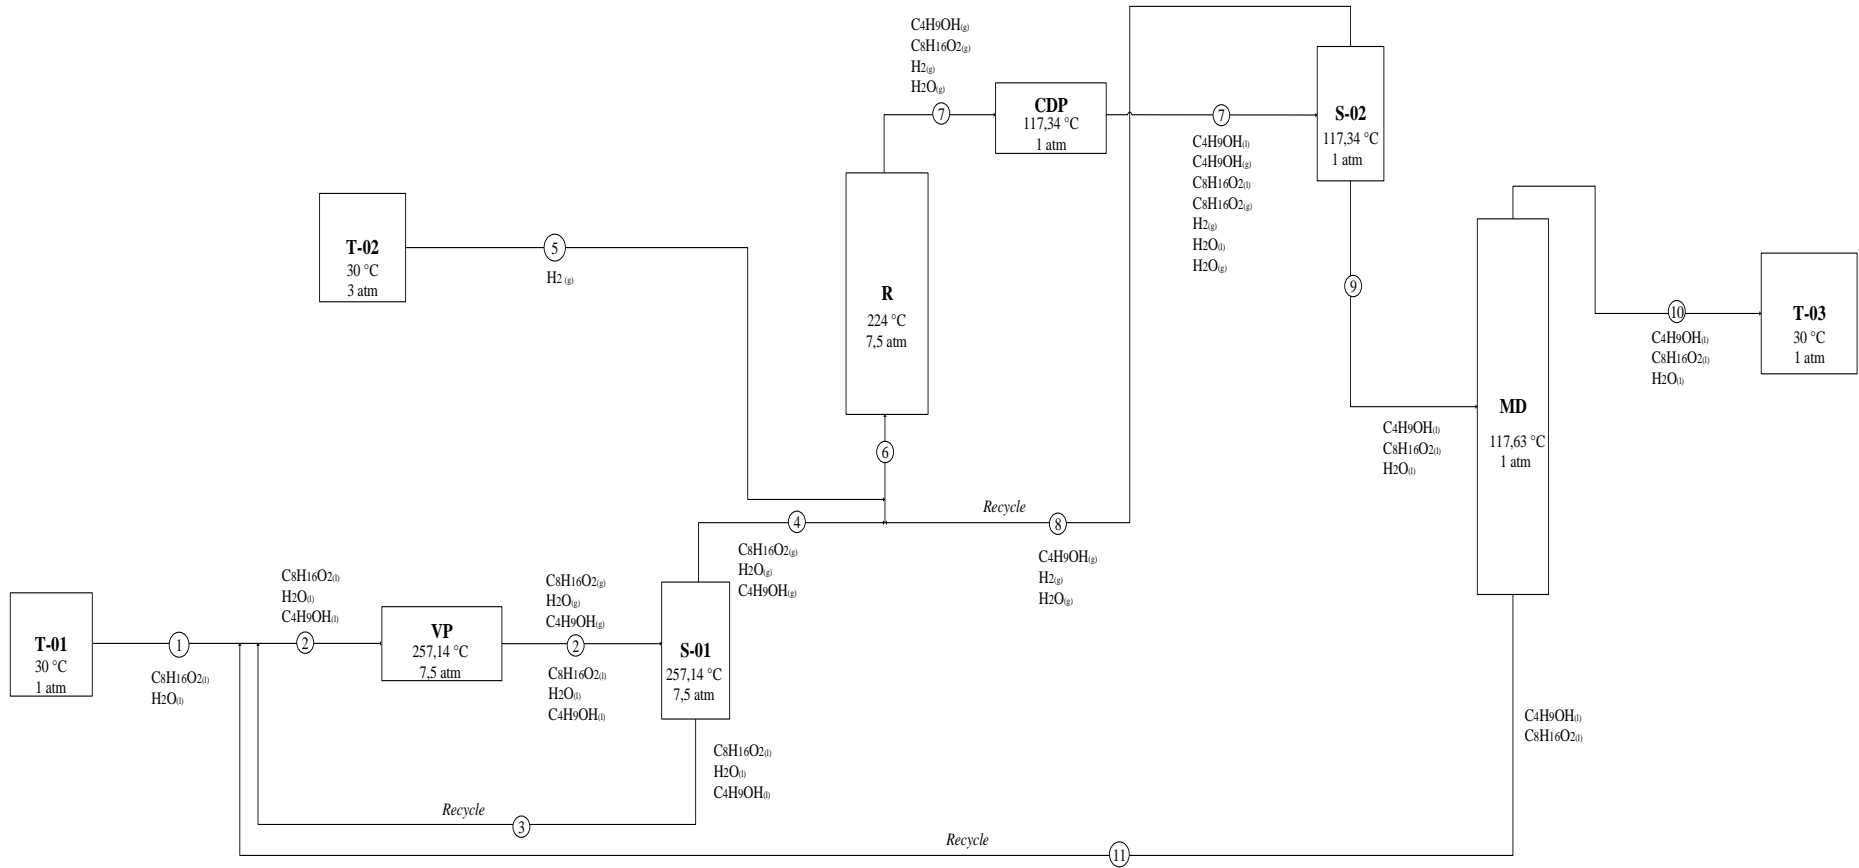 C4H9OH(g)
C8H16O2(g)
H2(g)
H2O(g)
7
CDP
117,34 °C
1 atm
7
C4H9OH(l)
C4H9OH(g)
C8H16O2(l)
C8H16O2(g)
H2(g)
H2O(l)
H2O(g)
S-02
117,34 °C
1 atm
T-02
30 °C
3 atm
5
H2 (g)
R
224 °C
7,5 atm
6
9
C4H9OH(l)
C8H16O2(l)
H2O(l)
MD
117,63 °C
1 atm
10
C4H9OH(l)
C8H16O2(l)
H2O(l)
T-03
30 °C
1 atm
4
C8H16O2(g)
H2O(g)
C4H9OH(g)
Recycle
8
C4H9OH(g)
H2(g)
H2O(g)
T-01
30 °C
1 atm
1
C8H16O2(l)
H2O(l)
C8H16O2(l)
H2O(l)
C4H9OH(l)
2
VP
257,14 °C
7,5 atm
C8H16O2(g)
H2O(g)
C4H9OH(g)
2
C8H16O2(l)
H2O(l)
C4H9OH(l)
S-01
257,14 °C
7,5 atm
C8H16O2(l)
H2O(l)
C4H9OH(l)
Recycle
3
C4H9OH(l)
C8H16O2(l)
Recycle
11